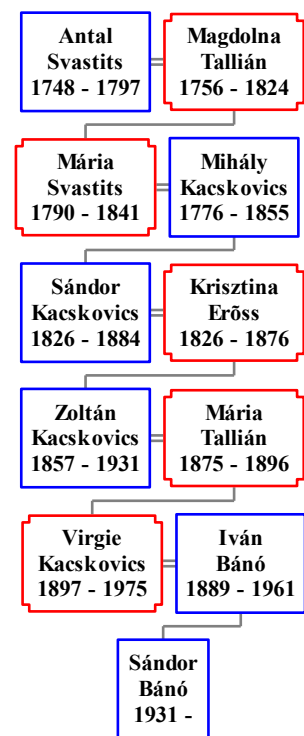 Antal
Svastits
1748 - 1797
Magdolna
Tallián
1756 - 1824
Mária
Svastits
1790 - 1841
Mihály
Kacskovics
1776 - 1855
Sándor
Kacskovics
1826 - 1884
Krisztina
Erõss
1826 - 1876
Zoltán
Kacskovics
1857 - 1931
Mária
Tallián
1875 - 1896
Virgie
Kacskovics
1897 - 1975
Iván
Bánó
1889 - 1961
Sándor
Bánó
1931 -